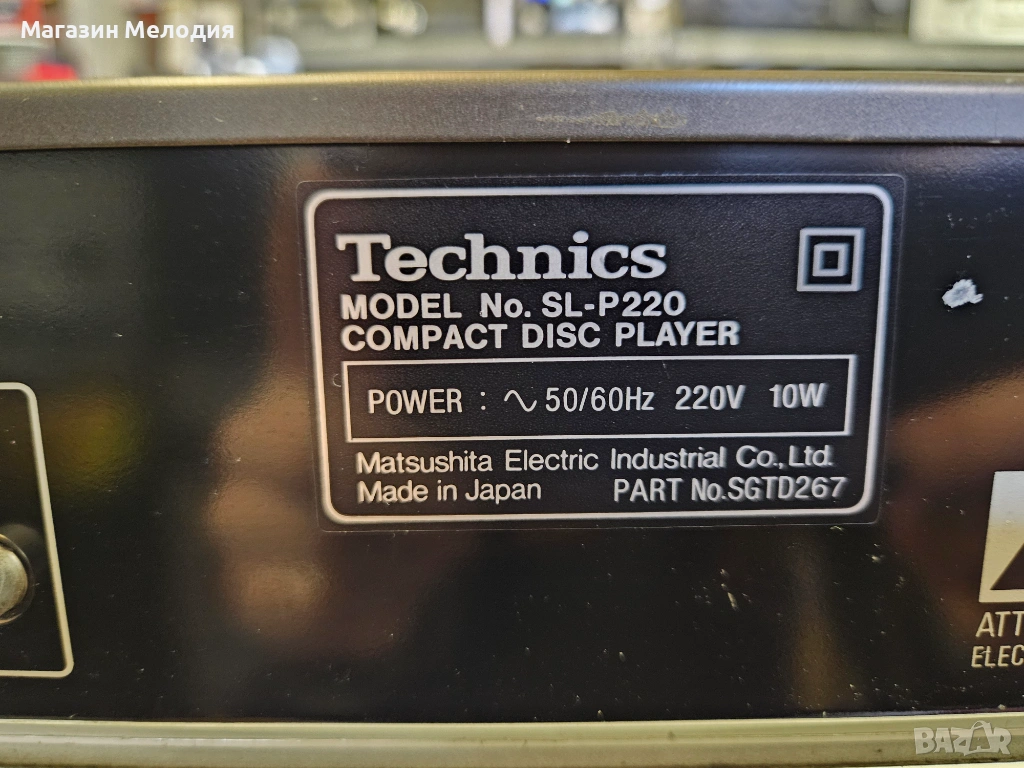 Магазин Мелодия
Technics
MODEL No. SL-P220
COMPACT DISC PLAYER
POWER : ∿ 50/60Hz 220V 10W
Matsushita Electric Industrial Co., Ltd.
Made in Japan PART No. SGTD267
ATT
ELEC
BAZAR